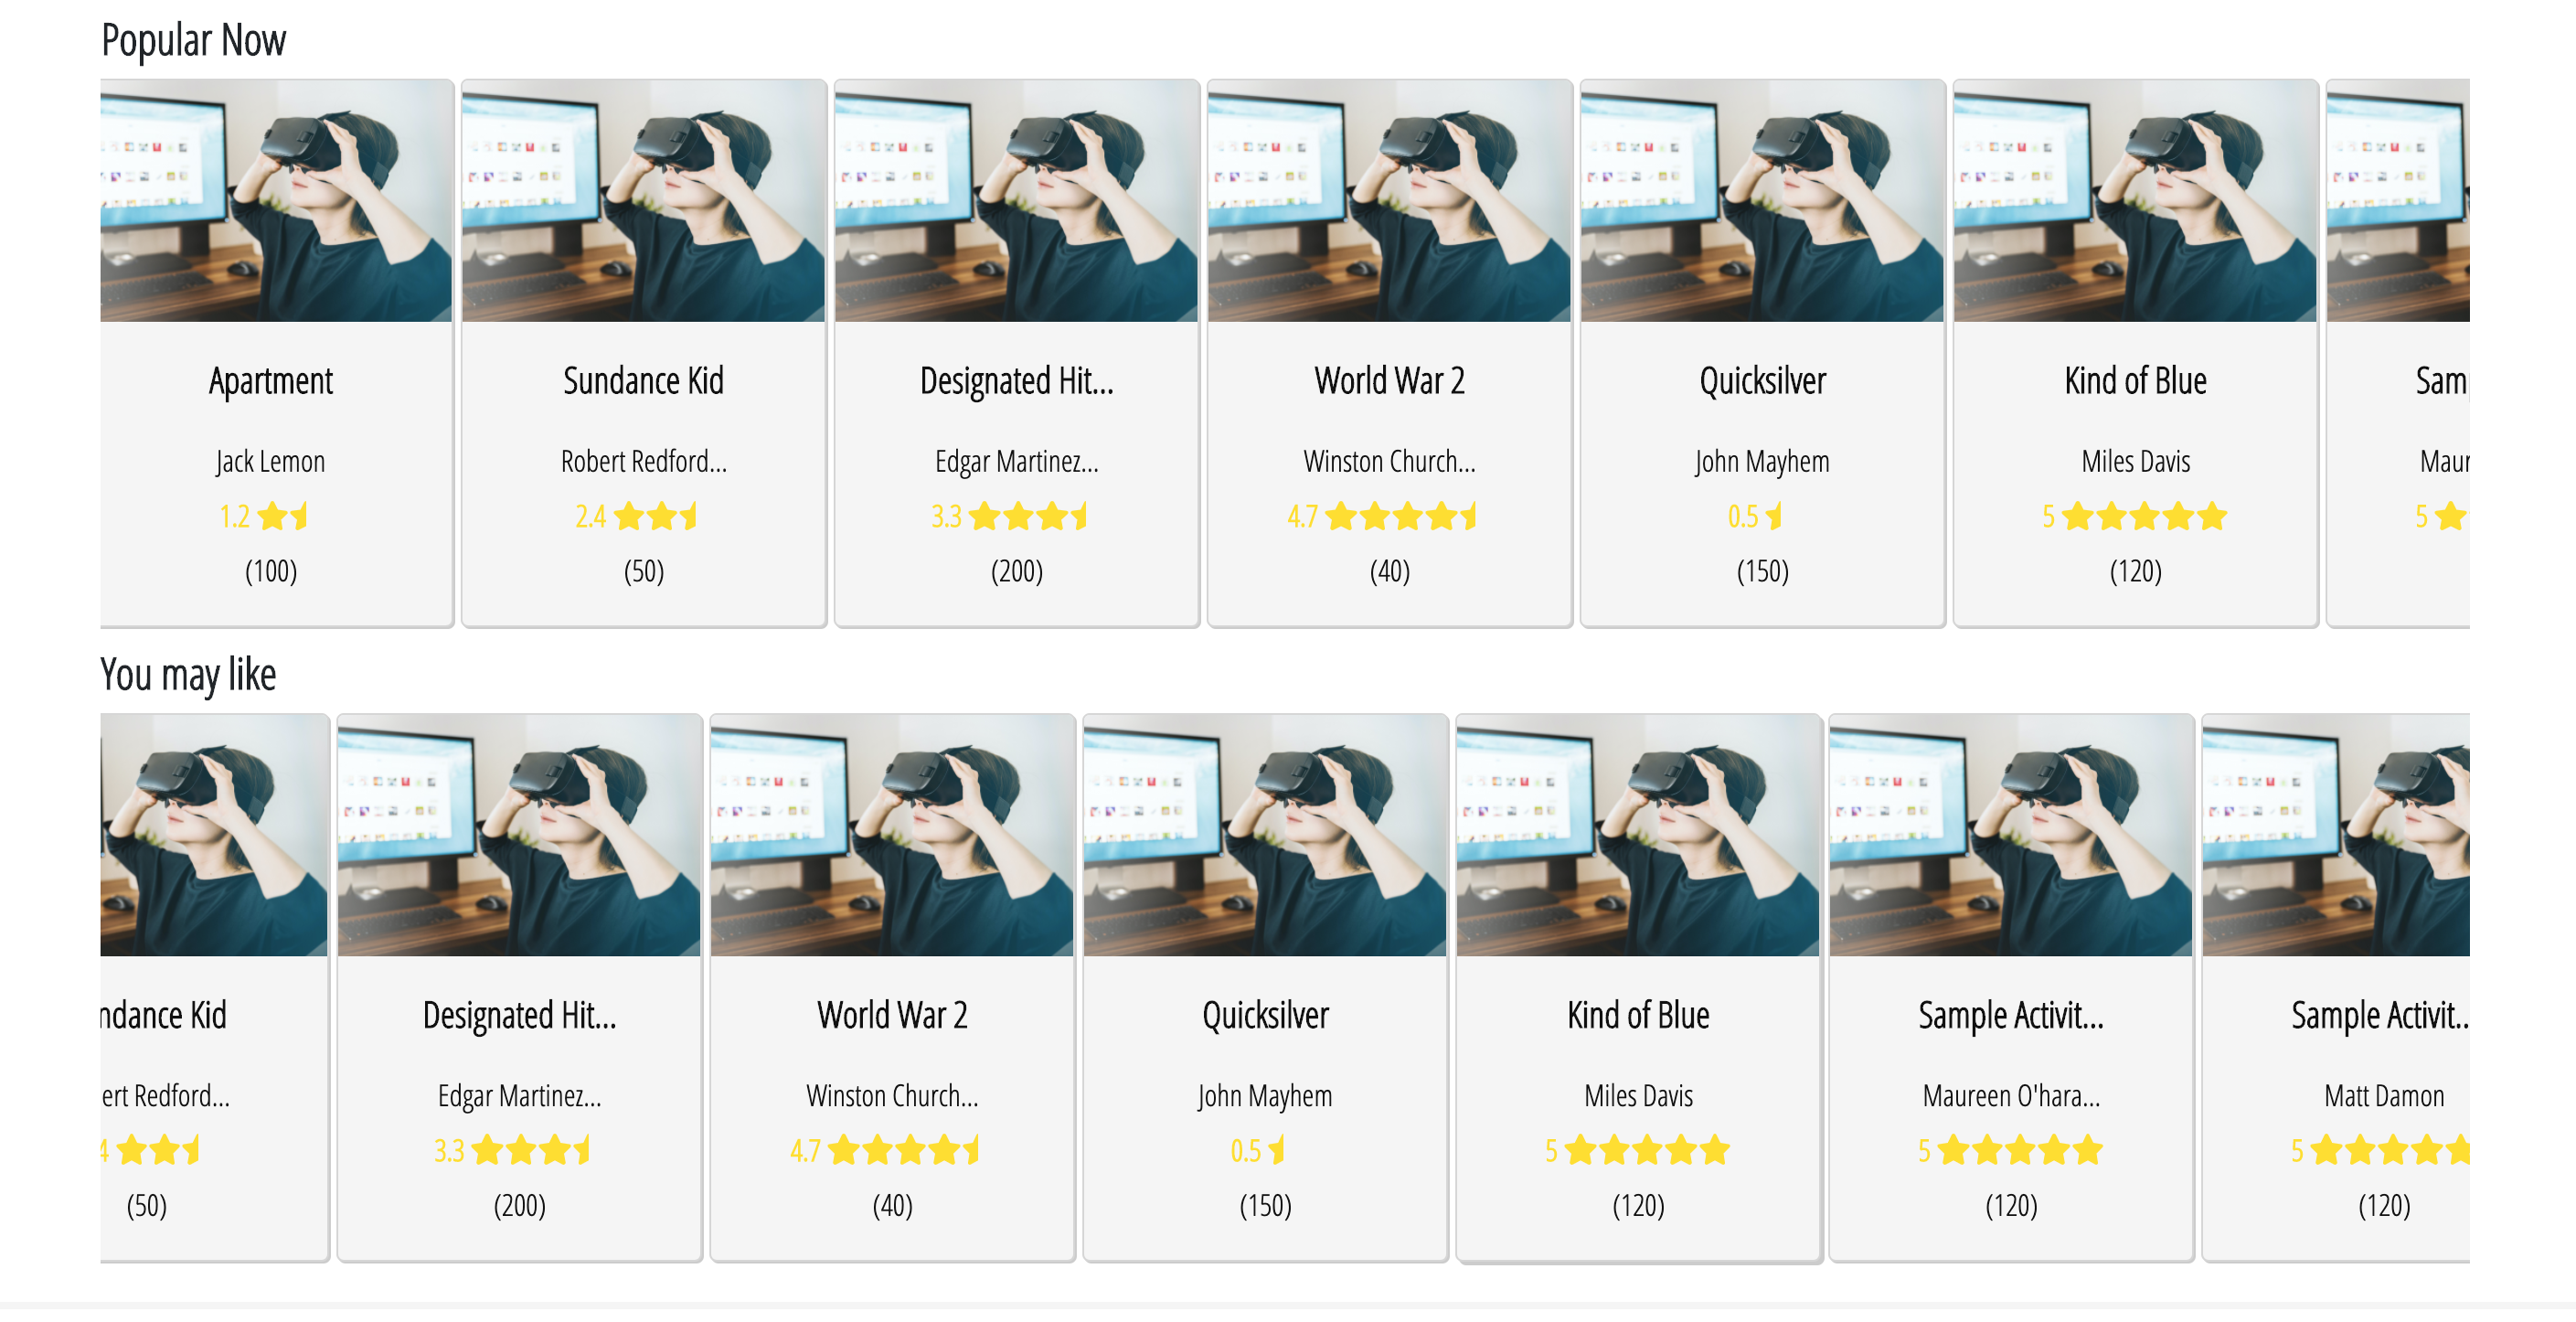 Popular Now
Apartment
Jack Lemon
1.2
(100)
Sundance Kid
Robert Redford...
2.4
(50)
Designated Hit...
Edgar Martinez...
3.3
(200)
World War 2
Winston Church...
4.7
(40)
Quicksilver
John Mayhem
0.5
(150)
Kind of Blue
Miles Davis
5
(120)
Sam
Maur
5
You may like
ndance Kid
ert Redford...
4
(50)
Designated Hit...
Edgar Martinez...
3.3
(200)
World War 2
Winston Church...
4.7
(40)
Quicksilver
John Mayhem
0.5
(150)
Kind of Blue
Miles Davis
5
(120)
Sample Activit...
Maureen O'hara...
5
(120)
Sample Activit..
Matt Damon
5
(120)